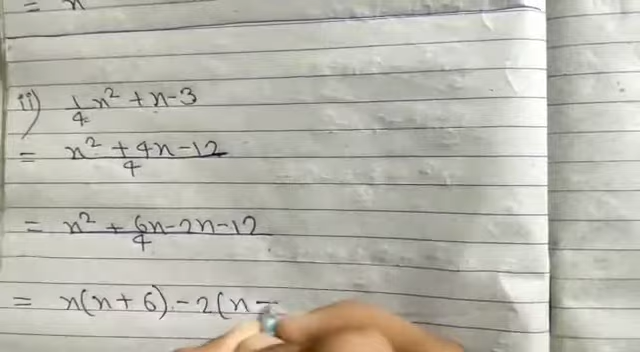 = x
ii) 1/4 x² + x - 3
= x² + 4x - 12 / 4
= x² + 6x - 2x - 12 / 4
= x(x + 6) - 2(x -